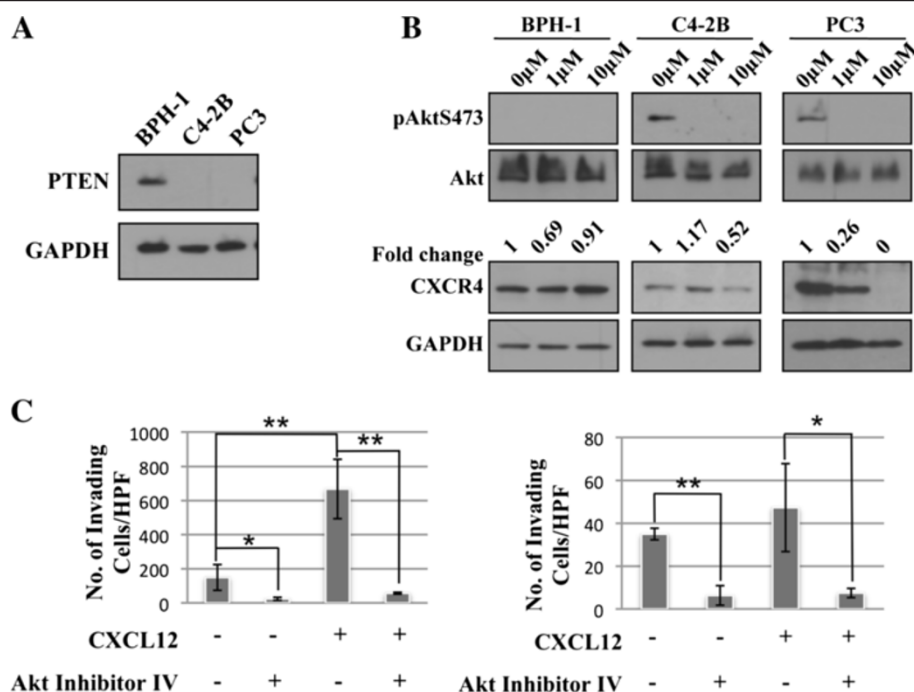 A
BPH-1 C4-2B PC3
PTEN
GAPDH
B
BPH-1 C4-2B PC3
0µM 1µM 10µM 0µM 1µM 10µM 0µM 1µM 10µM
pAktS473
Akt
Fold change 1 0.69 0.91 1 1.17 0.52 1 0.26 0
CXCR4
GAPDH
C
No. of Invading
Cells/HPF
1000
800
600
400
200
0
** ** *
CXCL12 - - + +
Akt Inhibitor IV - + - +
No. of Invading
Cells/HPF
80
60
40
20
0
** *
CXCL12 - - + +
Akt Inhibitor IV - + - +